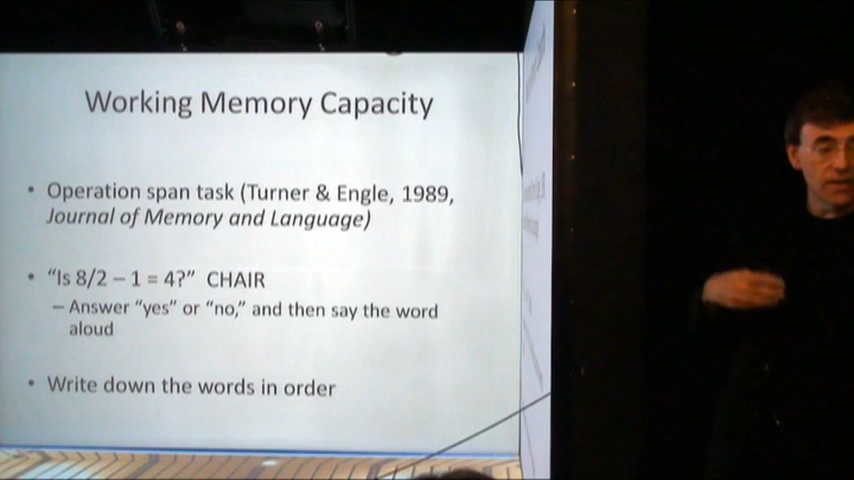 Working Memory Capacity
• Operation span task (Turner & Engle, 1989,
Journal of Memory and Language)
• “Is 8/2 – 1 = 4?” CHAIR
– Answer “yes” or “no,” and then say the word
aloud
• Write down the words in order